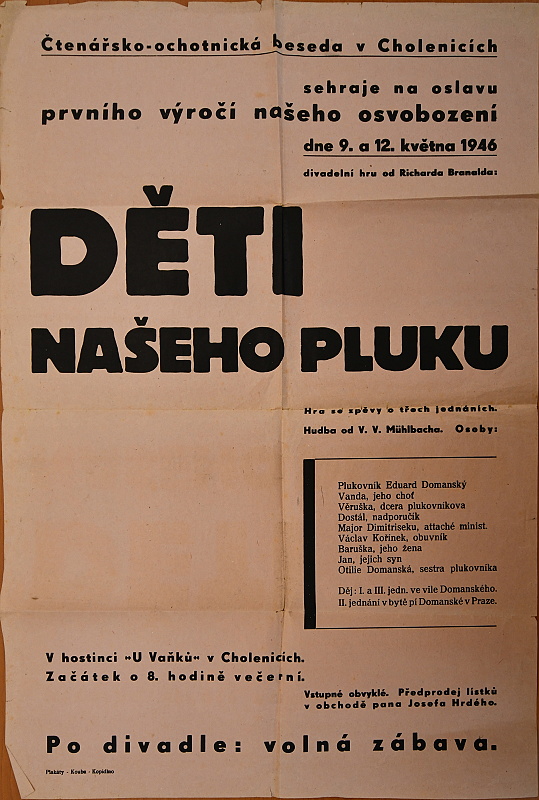 Čtenářsko-ochotnická beseda v Cholenicích
sehraje na oslavu
prvního výročí našeho osvobození
dne 9. a 12. května 1946
divadelní hru od Richarda Branalda:
DĚTI
NAŠEHO PLUKU
Hra se zpěvy o třech jednáních.
Hudba od V. V. Mühlbacha. Osoby:
Plukovník Eduard Domanský
Vanda, jeho choť
Věruška, dcera plukovníkova
Dostál, nadporučík
Major Dimitriseku, attaché minist.
Václav Kořínek, obuvník
Baruška, jeho žena
Jan, jejich syn
Otilie Domanská, sestra plukovníka
Děj: I. a III. jedn. ve vile Domanského.
II. jednání v bytě pí Domanské v Praze.
V hostinci »U Vaňků« v Cholenicích.
Začátek o 8. hodině večerní.
Vstupné obvyklé. Předprodej lístků
v obchodě pana Josefa Hrdého.
Po divadle: volná zábava.
Plakáty - Kouba - Kopidlno